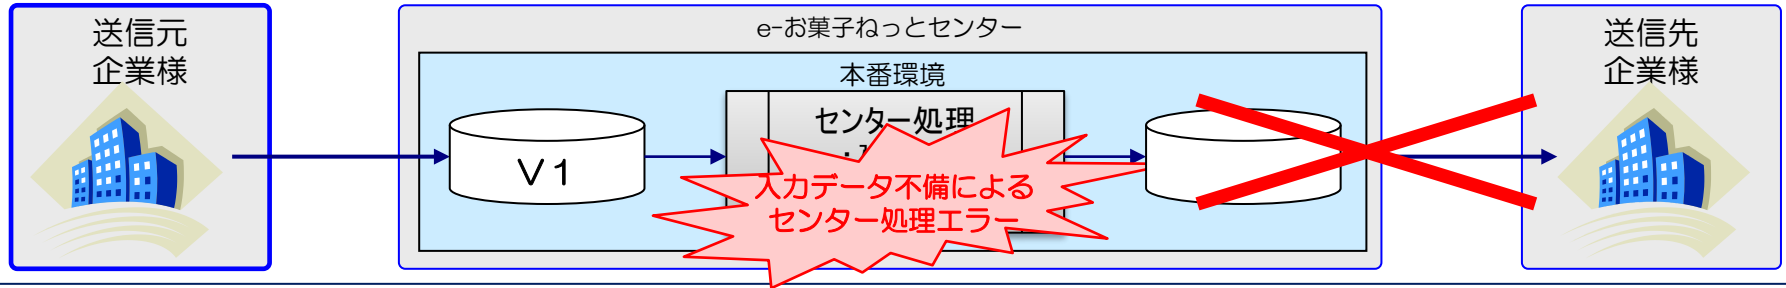 送信元
企業様
e-お菓子ねっとセンター
本番環境
センター処理
V1
入力データ不備による
センター処理エラー
送信先
企業様